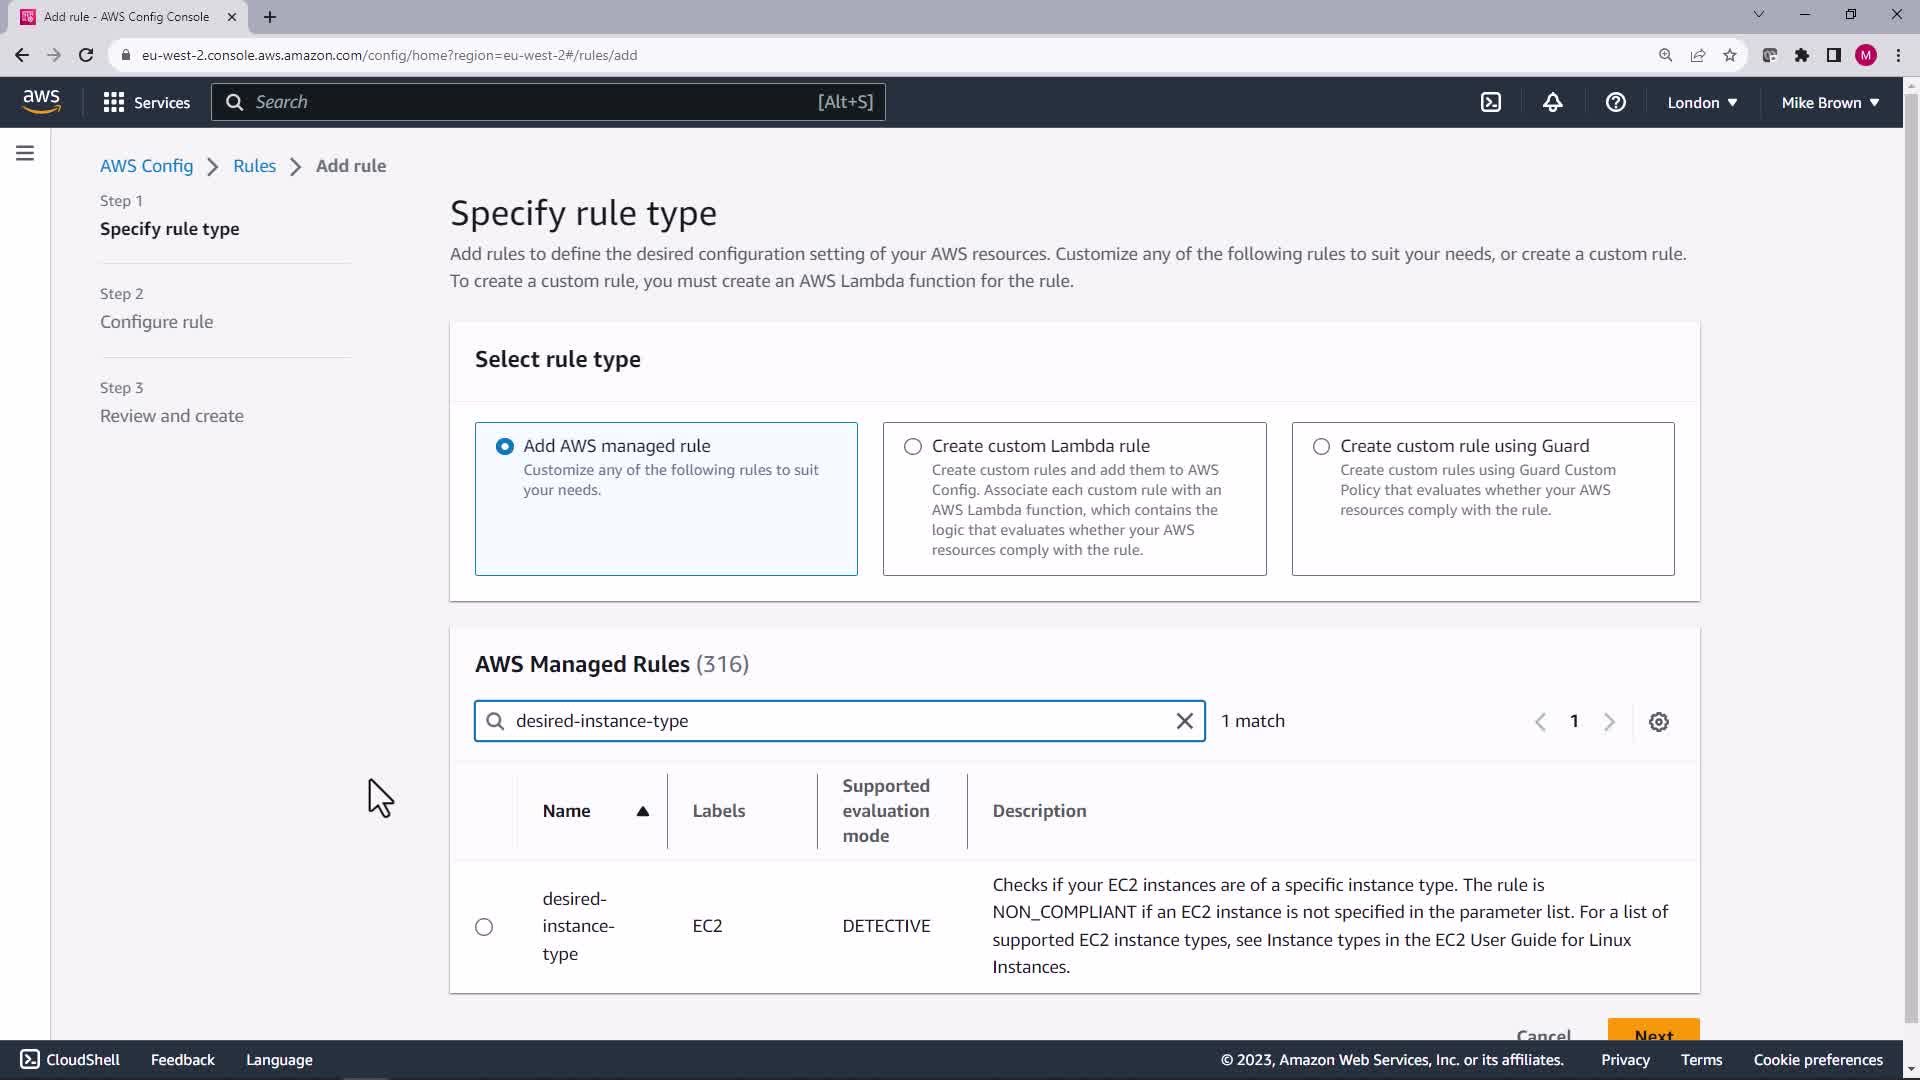 Add rule - AWS Config Console
eu-west-2.console.aws.amazon.com/config/home?region=eu-west-2#/rules/add
M
aws
Services
Search
[Alt+S]
London
Mike Brown
AWS Config
Rules
Add rule
Step 1
Specify rule type
Step 2
Configure rule
Step 3
Review and create
Specify rule type
Add rules to define the desired configuration setting of your AWS resources. Customize any of the following rules to suit your needs, or create a custom rule.
To create a custom rule, you must create an AWS Lambda function for the rule.
Select rule type
Add AWS managed rule
Customize any of the following rules to suit
your needs.
Create custom Lambda rule
Create custom rules and add them to AWS
Config. Associate each custom rule with an
AWS Lambda function, which contains the
logic that evaluates whether your AWS
resources comply with the rule.
Create custom rule using Guard
Create custom rules using Guard Custom
Policy that evaluates whether your AWS
resources comply with the rule.
AWS Managed Rules (316)
desired-instance-type
1 match
1
Name
Labels
Supported
evaluation
mode
Description
desired-
instance-
type
EC2
DETECTIVE
Checks if your EC2 instances are of a specific instance type. The rule is
NON_COMPLIANT if an EC2 instance is not specified in the parameter list. For a list of
supported EC2 instance types, see Instance types in the EC2 User Guide for Linux
Instances.
Cancel
Next
CloudShell
Feedback
Language
© 2023, Amazon Web Services, Inc. or its affiliates.
Privacy
Terms
Cookie preferences